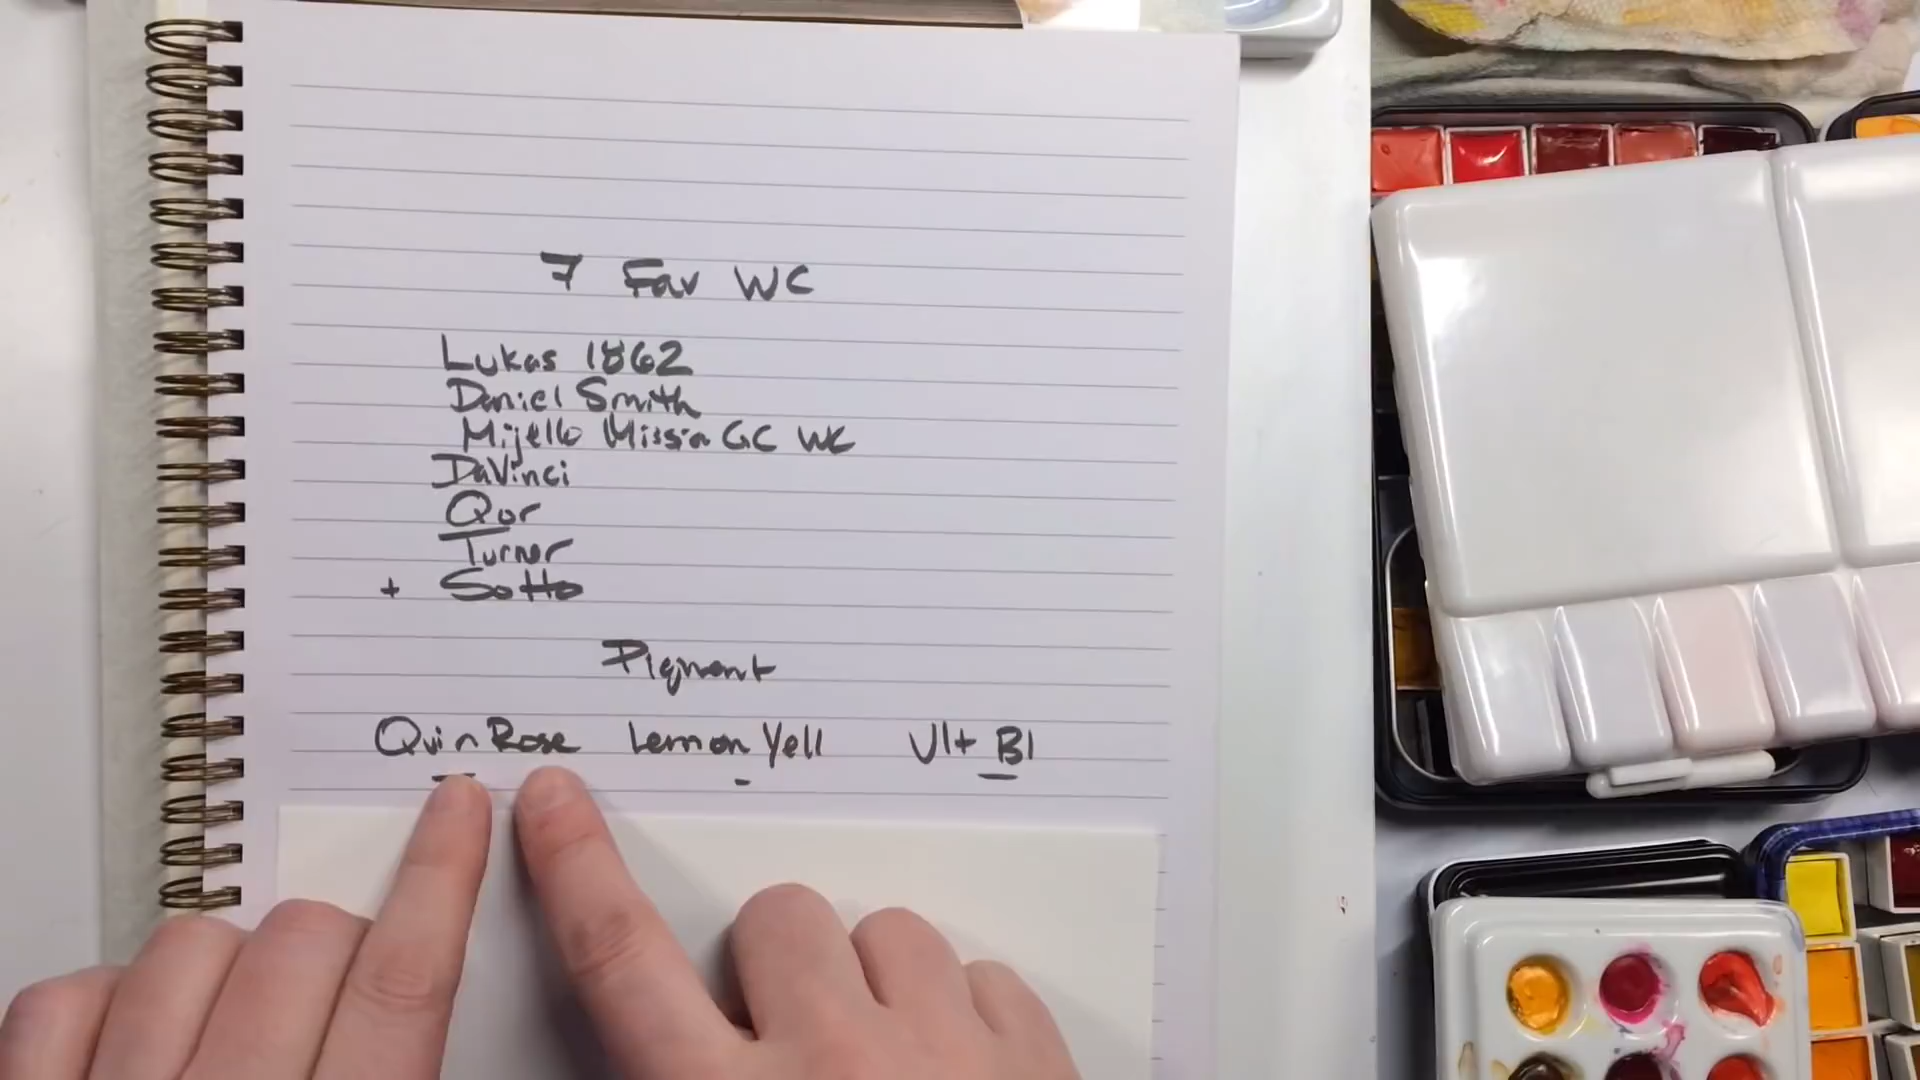 7 Fav WC
Lukas 1862
Daniel Smith
Mijello Mission GC WC
DaVinci
Qor
Turner
+ Sotto
Pigment
Quin Rose Lemon Yell Ult Bl